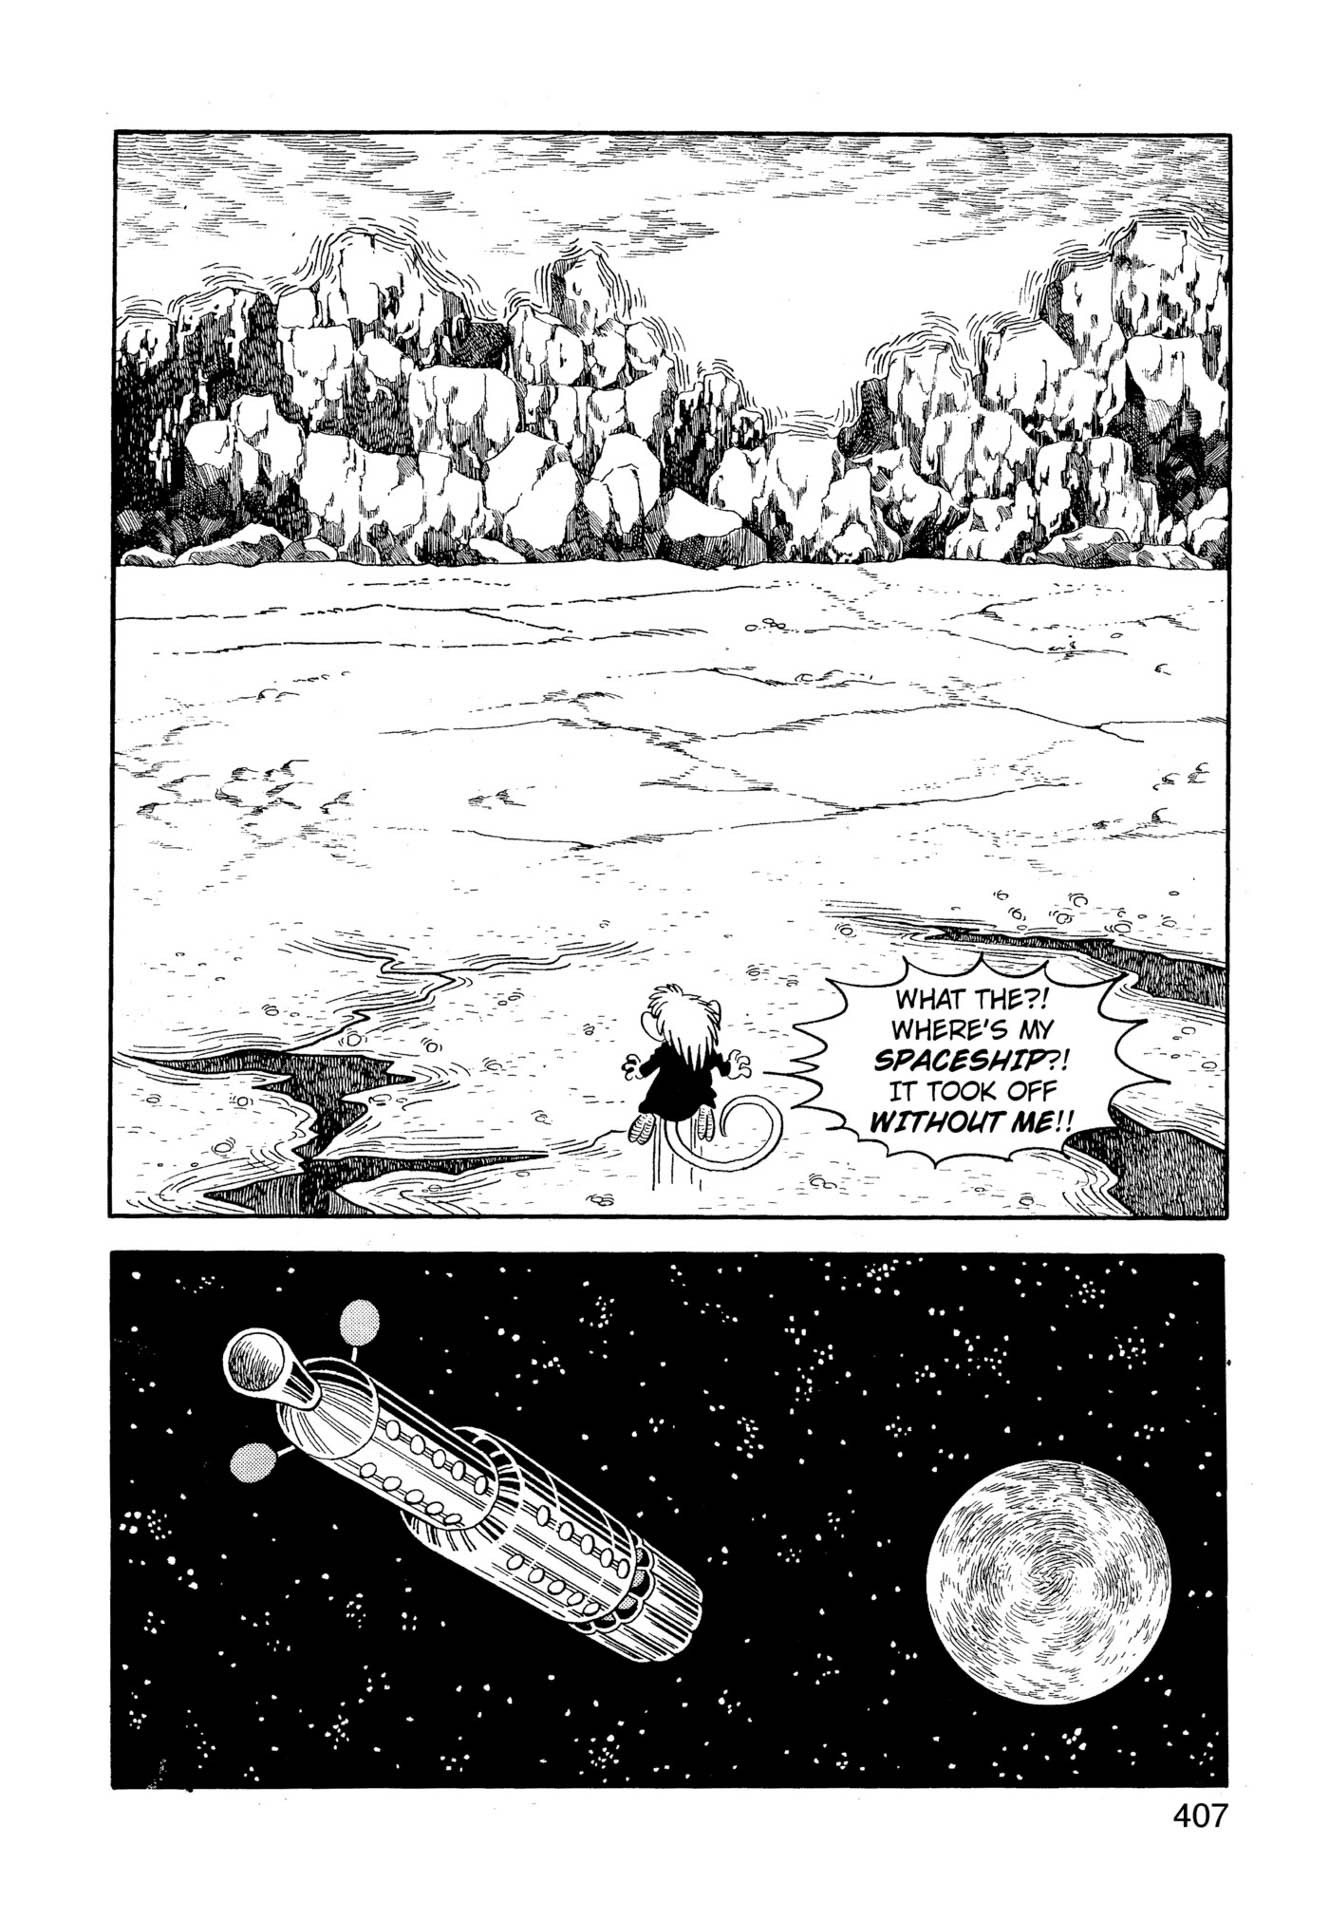 WHAT THE?!
WHERE'S MY
SPACESHIP?!
IT TOOK OFF
WITHOUT ME!!
407